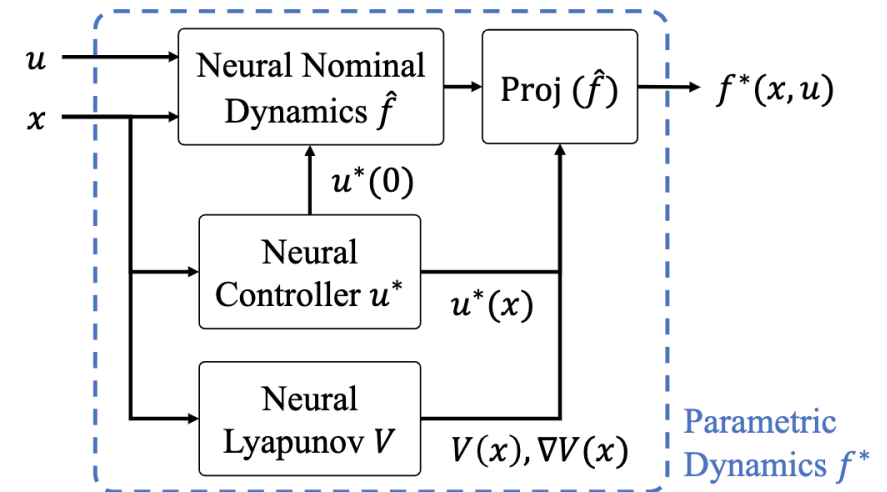 u
x
Neural Nominal
Dynamics f̂
Proj (f̂)
f*(x, u)
u*(0)
Neural
Controller u*
u*(x)
Neural
Lyapunov V
V(x), ∇V(x)
Parametric
Dynamics f*